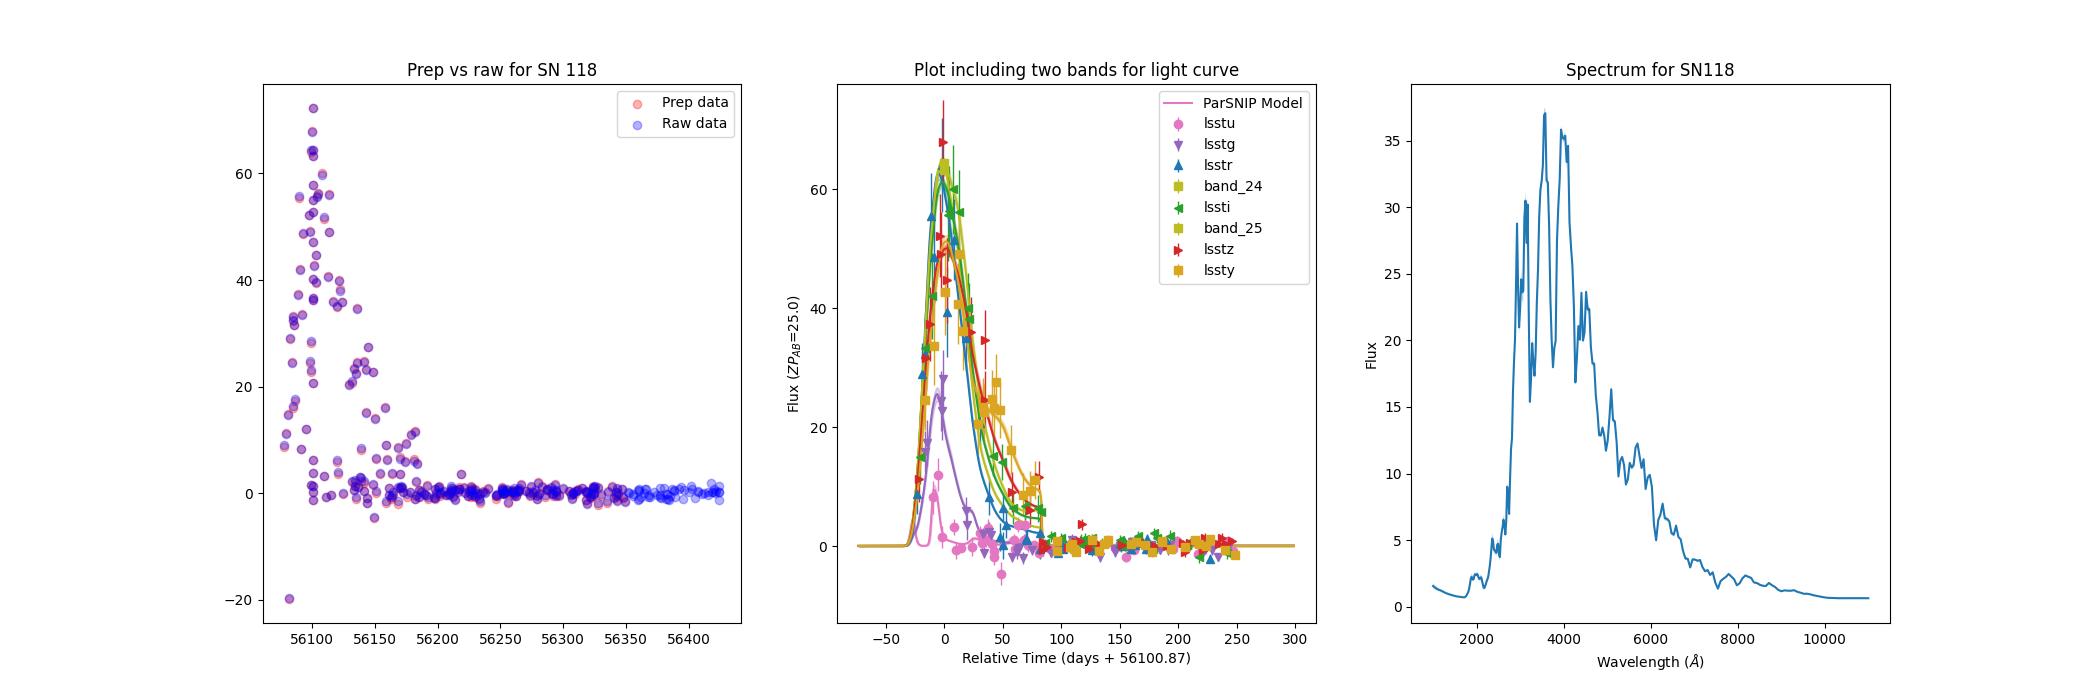 Prep vs raw for SN 118
Prep data
Raw data
60
40
20
0
−20
56100 56150 56200 56250 56300 56350 56400
Plot including two bands for light curve
ParSNIP Model
lsstu
lsstg
lsstr
band_24
lssti
band_25
lsstz
lssty
Flux (ZP_AB=25.0)
60
40
20
0
−50 0 50 100 150 200 250 300
Relative Time (days + 56100.87)
Spectrum for SN118
Flux
35
30
25
20
15
10
5
0
2000 4000 6000 8000 10000
Wavelength (Å)